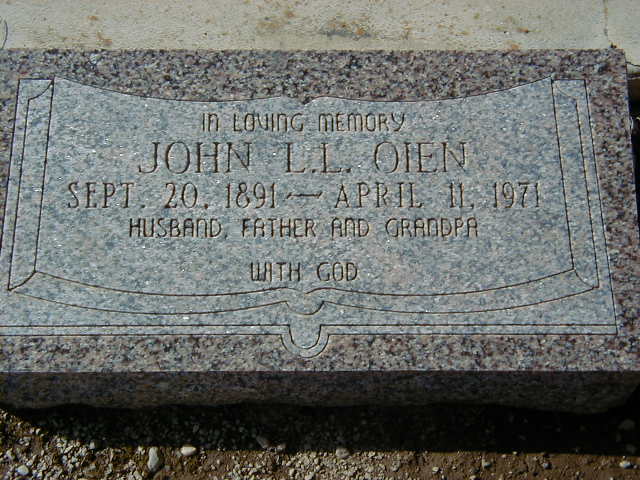 IN LOVING MEMORY
JOHN L.L. OIEN
SEPT. 20, 1891 — APRIL 11, 1971
HUSBAND, FATHER AND GRANDPA
WITH GOD